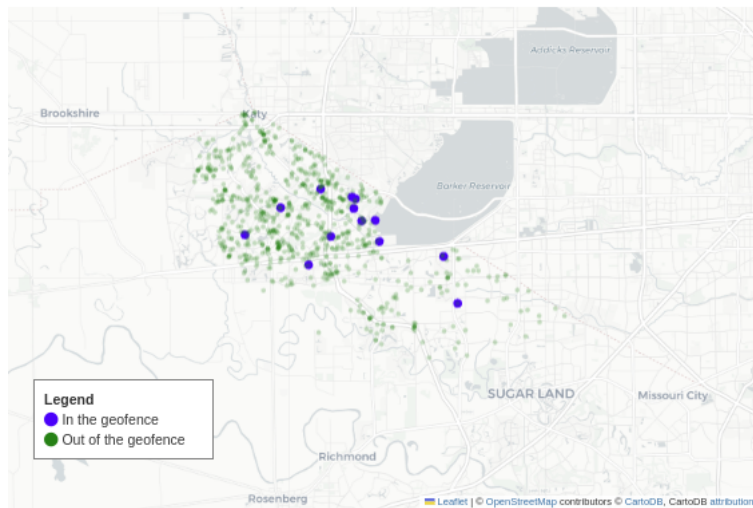 Addicks Reservoir
Brookshire
Katy
Barker Reservoir
Legend
In the geofence
Out of the geofence
SUGAR LAND
Missouri City
Richmond
Rosenberg
Leaflet | © OpenStreetMap contributors © CartoDB, CartoDB attribution